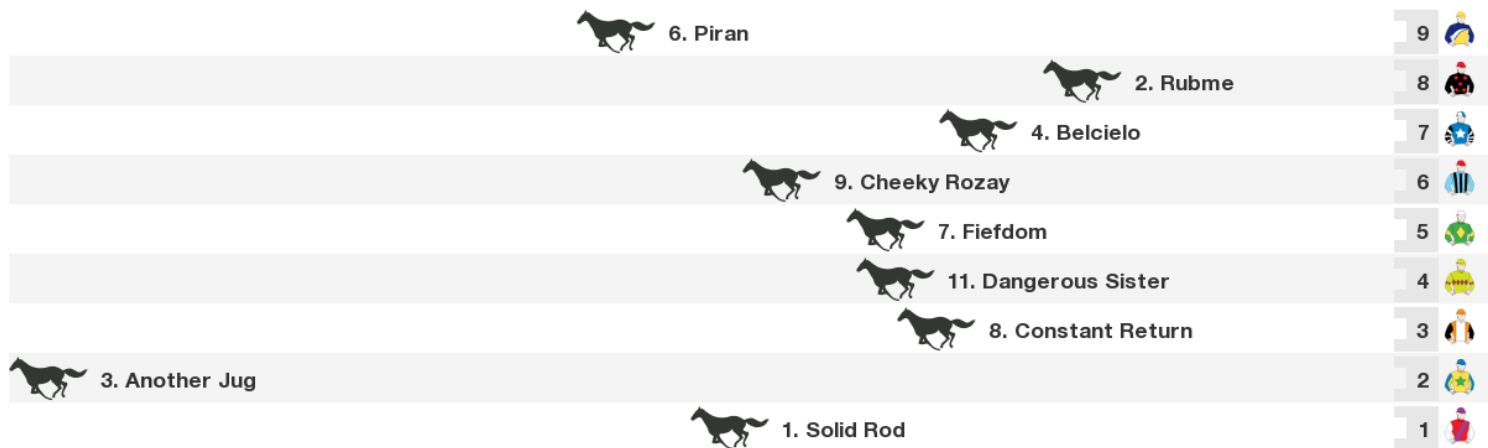 6. Piran 9
2. Rubme 8
4. Belcielo 7
9. Cheeky Rozay 6
7. Fiefdom 5
11. Dangerous Sister 4
8. Constant Return 3
3. Another Jug 2
1. Solid Rod 1